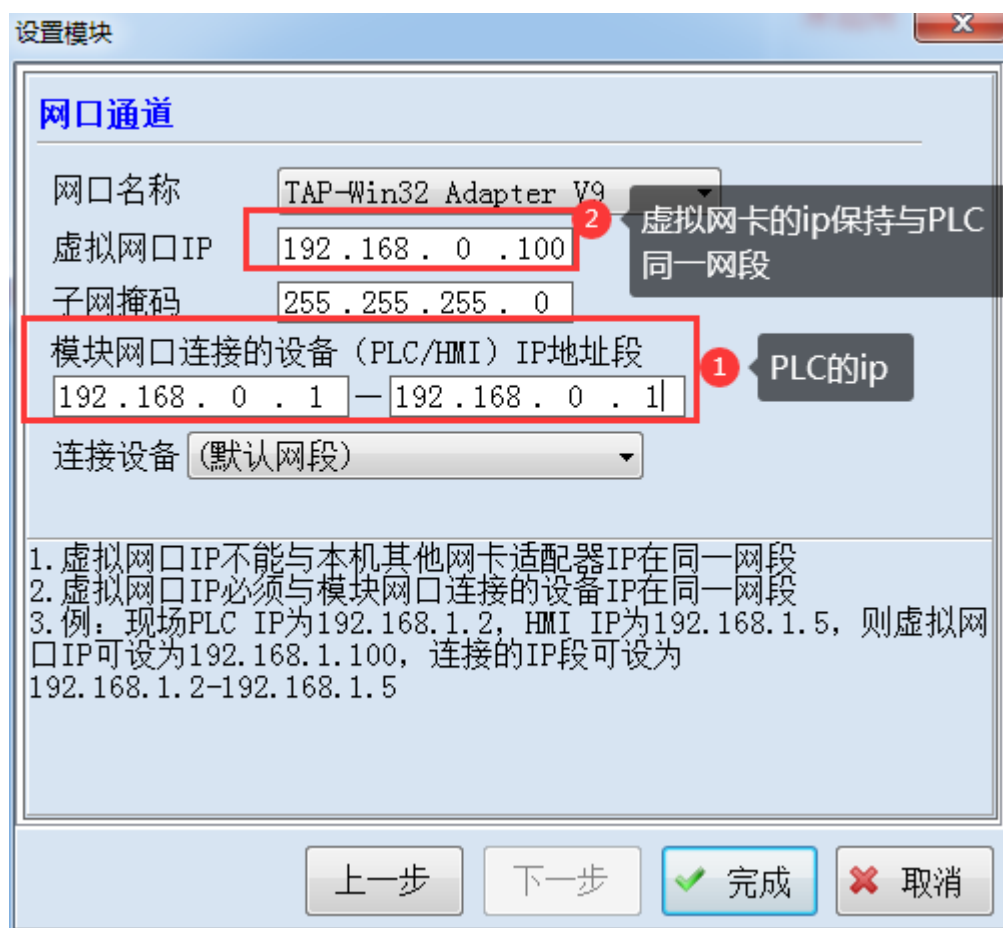 设置模块
网口通道
网口名称 TAP-Win32 Adapter V9
虚拟网口IP 192.168. 0 .100
2 虚拟网卡的ip保持与PLC
同一网段
子网掩码 255.255.255. 0
模块网口连接的设备（PLC/HMI）IP地址段
192.168. 0 . 1 — 192.168. 0 . 1
1 PLC的ip
连接设备 (默认网段)
1.虚拟网口IP不能与本机其他网卡适配器IP在同一网段
2.虚拟网口IP必须与模块网口连接的设备IP在同一网段
3.例：现场PLC IP为192.168.1.2，HMI IP为192.168.1.5，则虚拟网
口IP可设为192.168.1.100，连接的IP段可设为
192.168.1.2-192.168.1.5
上一步 下一步 完成 取消